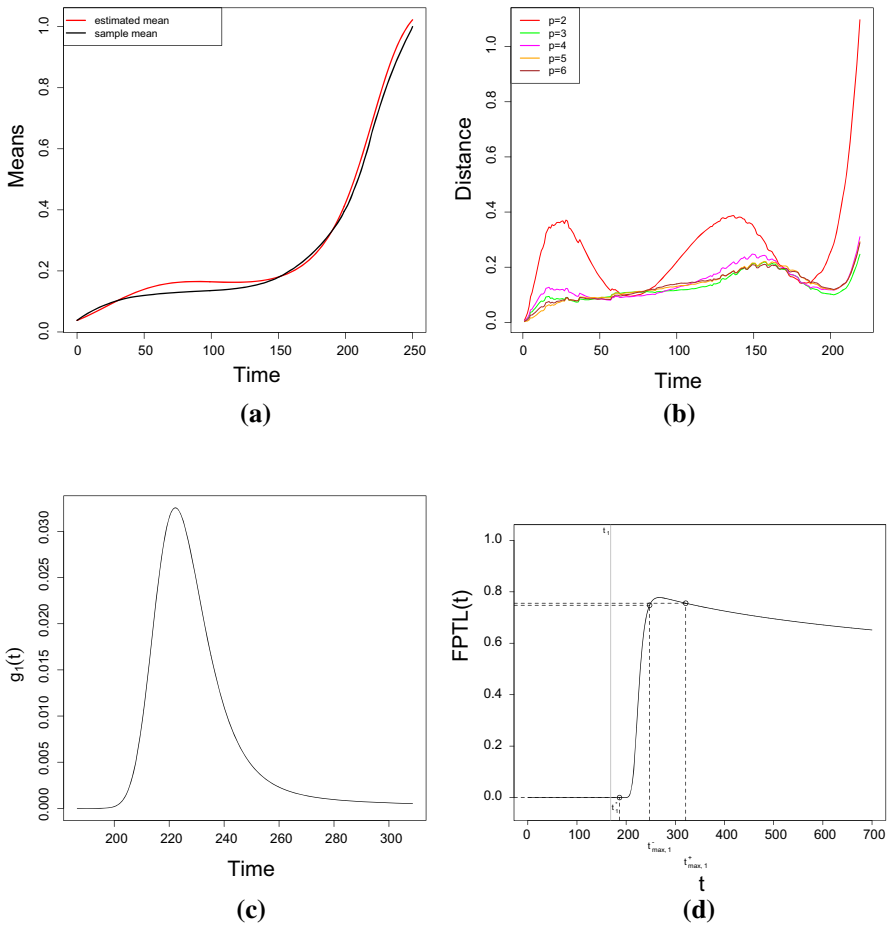 estimated mean
sample mean
Means
0.0 0.2 0.4 0.6 0.8 1.0
0 50 100 150 200 250
Time
(a)
p=2
p=3
p=4
p=5
p=6
Distance
0.0 0.2 0.4 0.6 0.8 1.0
0 50 100 150 200
Time
(b)
g₁(t)
0.000 0.005 0.010 0.015 0.020 0.025 0.030
200 220 240 260 280 300
Time
(c)
FPTL(t)
0.0 0.2 0.4 0.6 0.8 1.0
t₁
t₁*
0 100 200 300 400 500 600 700
t⁻max, 1
t⁺max, 1
t
(d)